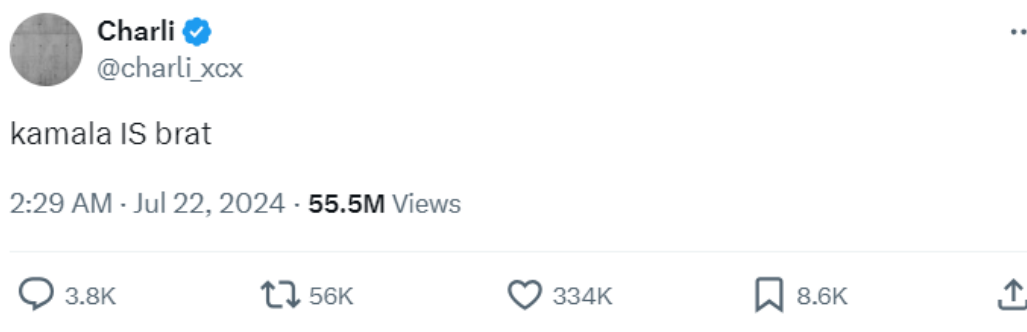 Charli
@charli_xcx
kamala IS brat
2:29 AM · Jul 22, 2024 · 55.5M Views
3.8K 56K 334K 8.6K